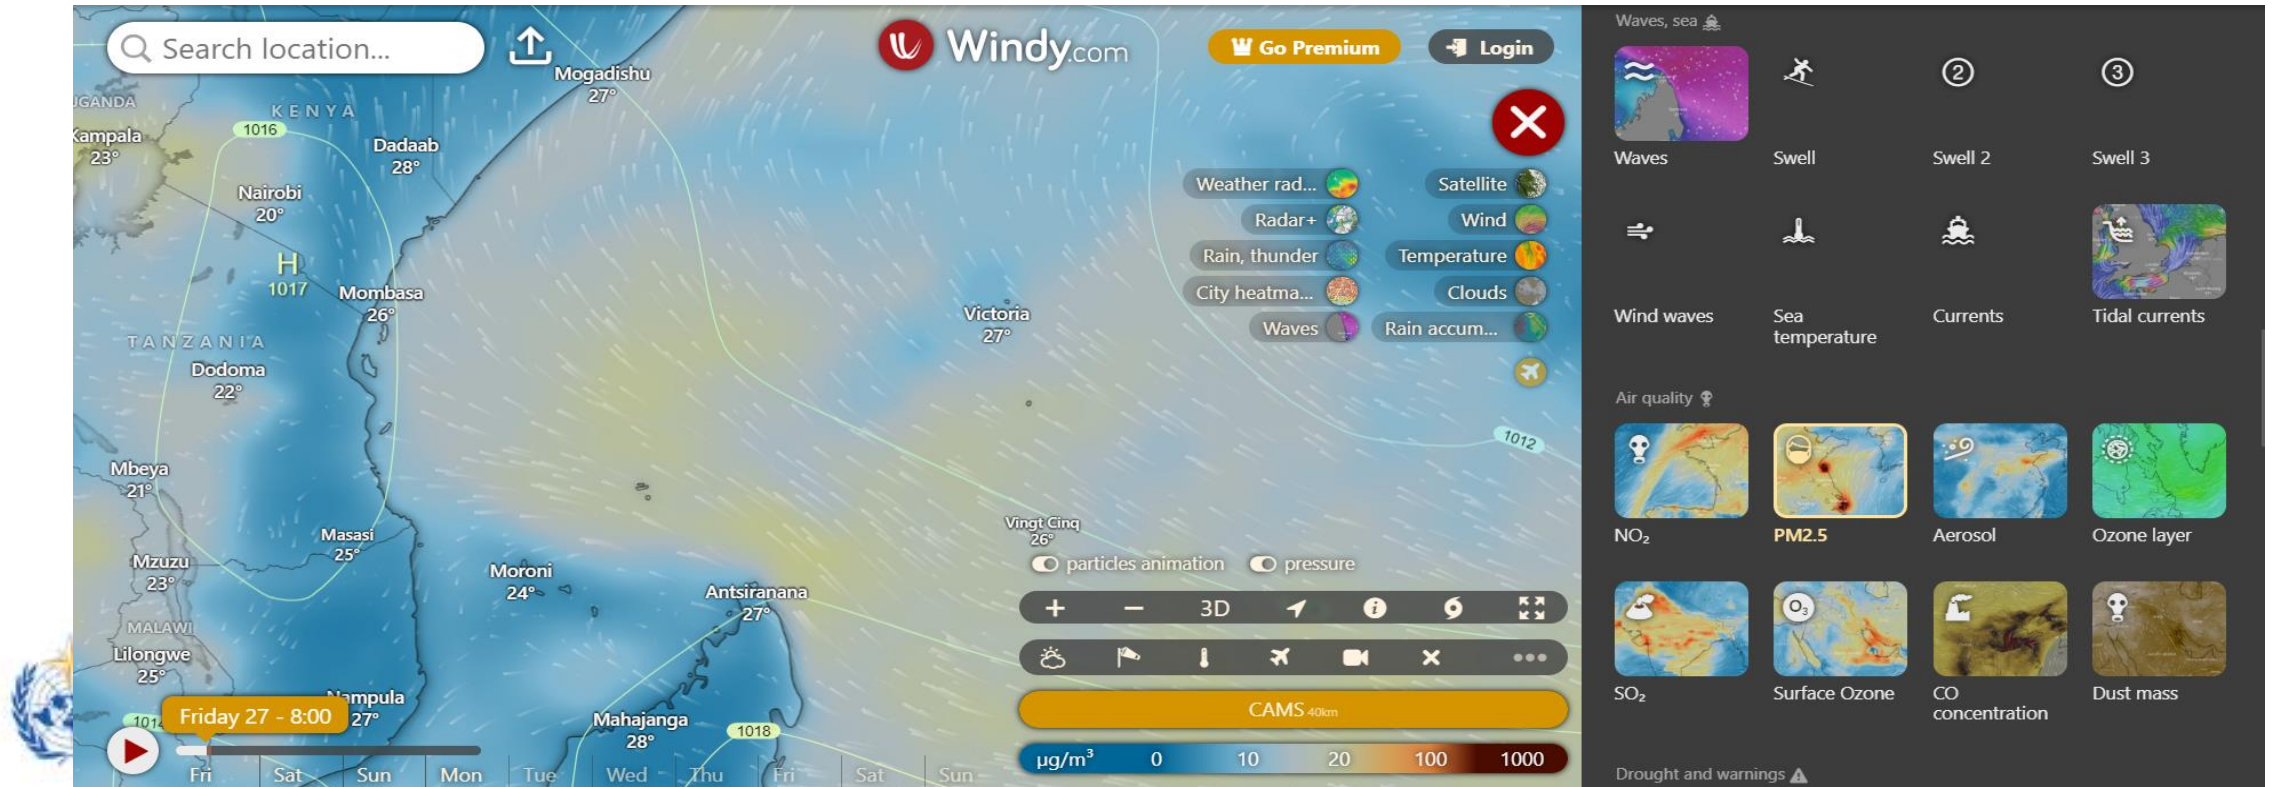 Search location...
Windy.com
Go Premium
Login
Mogadishu
27°
KENYA
Kampala
23°
1016
Dadaab
28°
Nairobi
20°
H
1017
Mombasa
26°
TANZANIA
Dodoma
22°
Victoria
27°
Mbeya
21°
Masasi
25°
Mzuzu
23°
Moroni
24°
Antsiranana
27°
Vingt Cinq
26°
1012
MALAWI
Lilongwe
25°
Nampula
27°
Mahajanga
28°
1018
1014
Weather rad...
Satellite
Radar+
Wind
Rain, thunder
Temperature
City heatma...
Clouds
Waves
Rain accum...
particles animation
pressure
3D
CAMS 40km
µg/m³ 0 10 20 100 1000
Friday 27 - 8:00
Fri Sat Sun Mon Tue Wed Thu Fri Sat Sun
Waves, sea
Waves
Swell
2
Swell 2
3
Swell 3
Wind waves
Sea
temperature
Currents
Tidal currents
Air quality
NO₂
PM2.5
Aerosol
Ozone layer
SO₂
O₃
Surface Ozone
CO
concentration
Dust mass
Drought and warnings